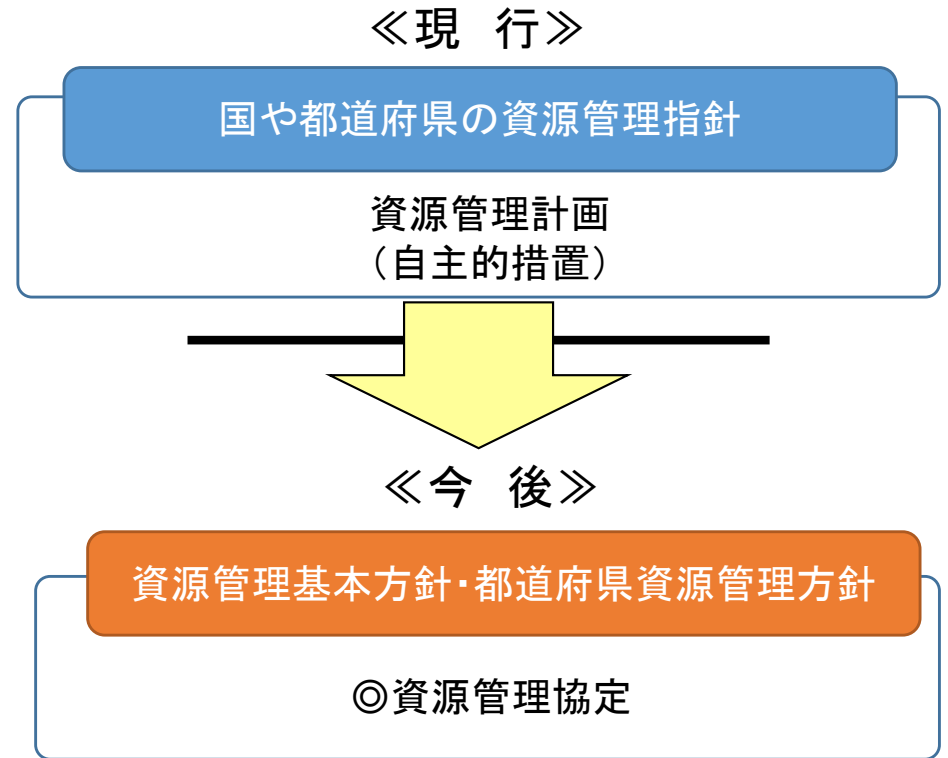 ≪現　行≫
国や都道府県の資源管理指針
資源管理計画
（自主的措置）
≪今　後≫
資源管理基本方針・都道府県資源管理方針
◎資源管理協定